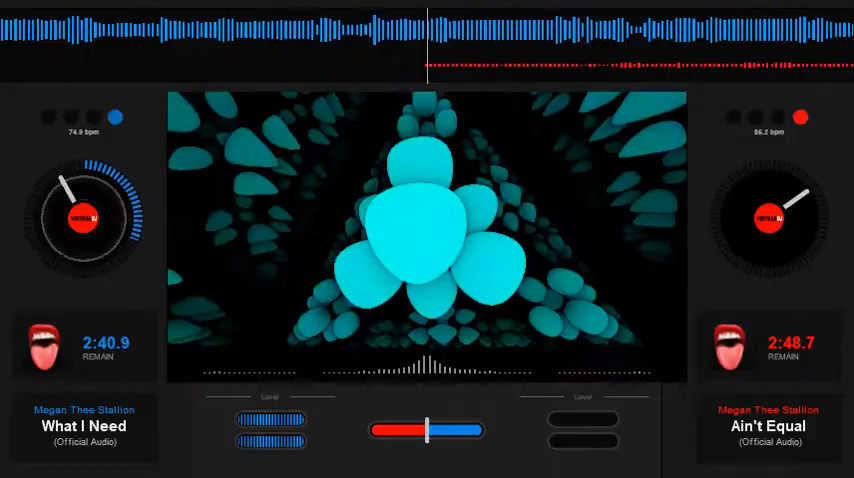 74.9 bpm
86.2 bpm
2:40.9
REMAIN
2:48.7
REMAIN
Level
Level
Megan Thee Stallion
What I Need
(Official Audio)
Megan Thee Stallion
Ain't Equal
(Official Audio)